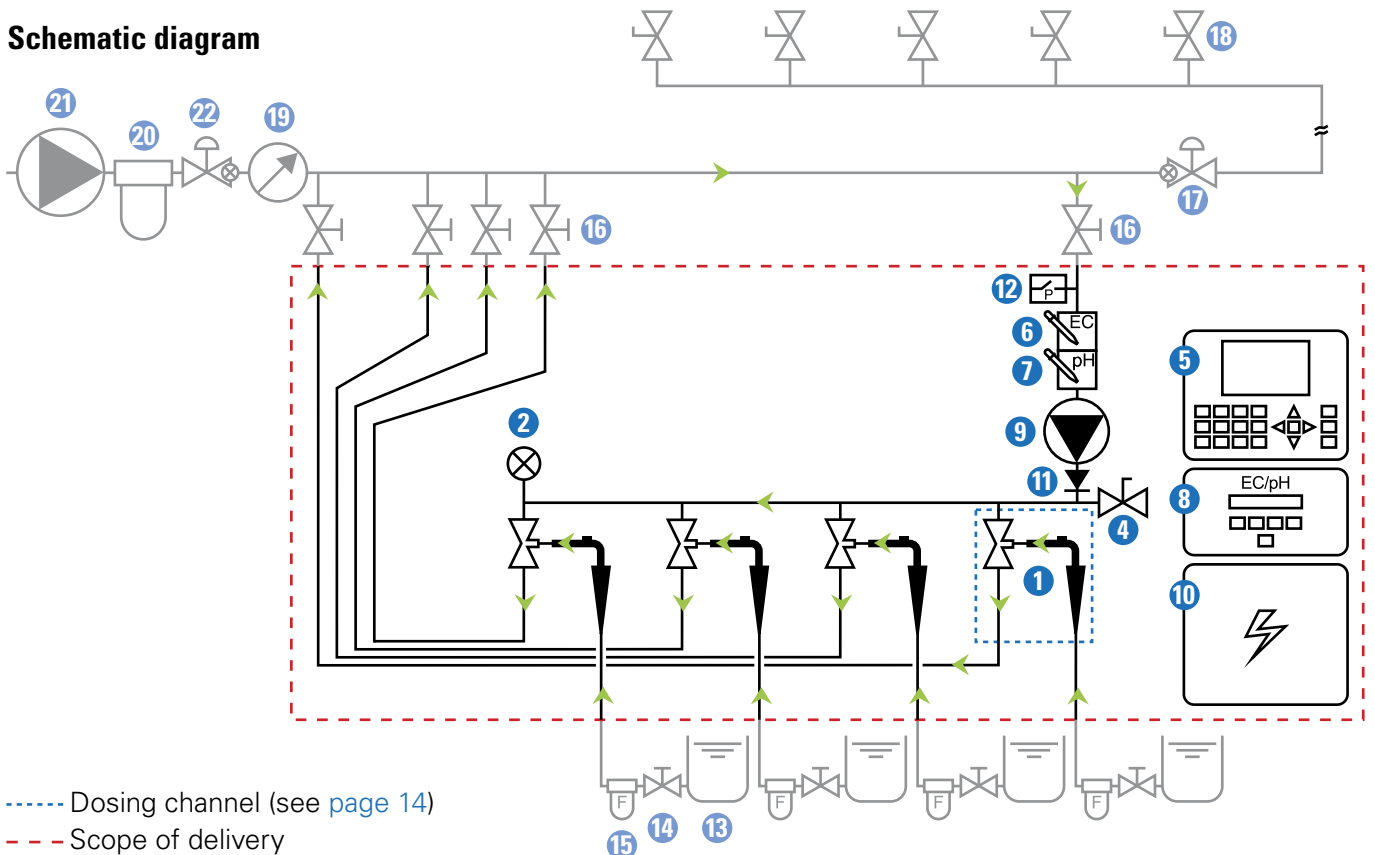 Schematic diagram
18
21
20
22
19
17
16
16
12
P
6
EC
7
pH
5
2
9
11
8
EC/pH
4
1
10
F
F
F
F
15
14
13
Dosing channel (see page 14)
Scope of delivery